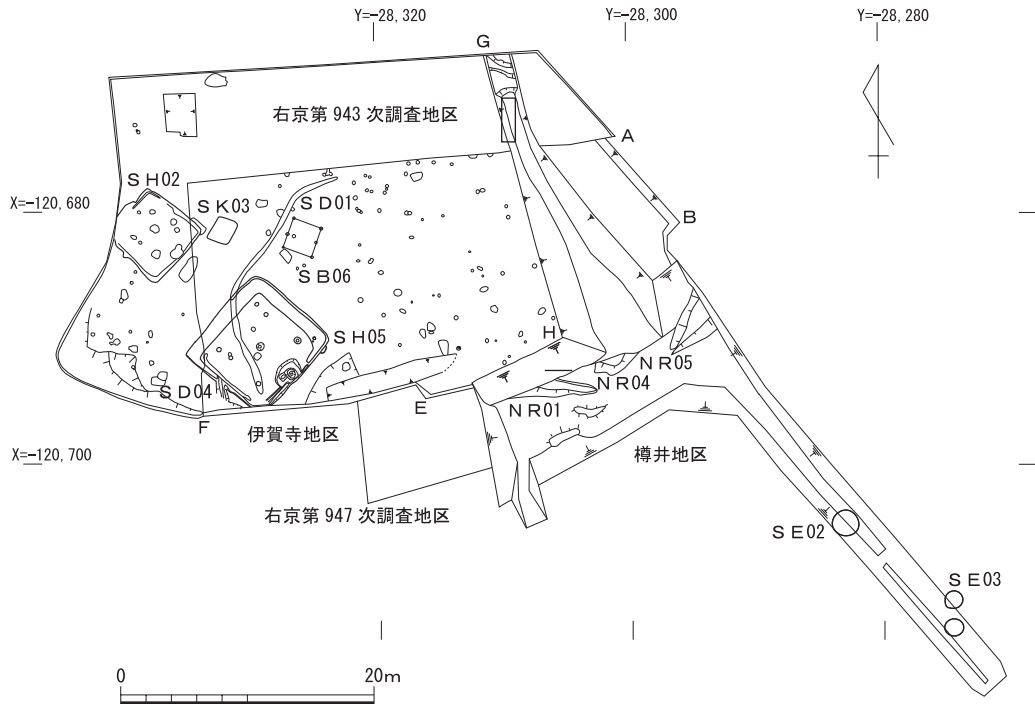 Y=−28,320
Y=−28,300
Y=−28,280
G
右京第 943 次調査地区
A
SH02
X=−120,680
SK03
SD01
B
SB06
SH05
H
NR05
SD04
NR04
E
NR01
F
伊賀寺地区
X=−120,700
樽井地区
右京第 947 次調査地区
SE02
SE03
0
20m